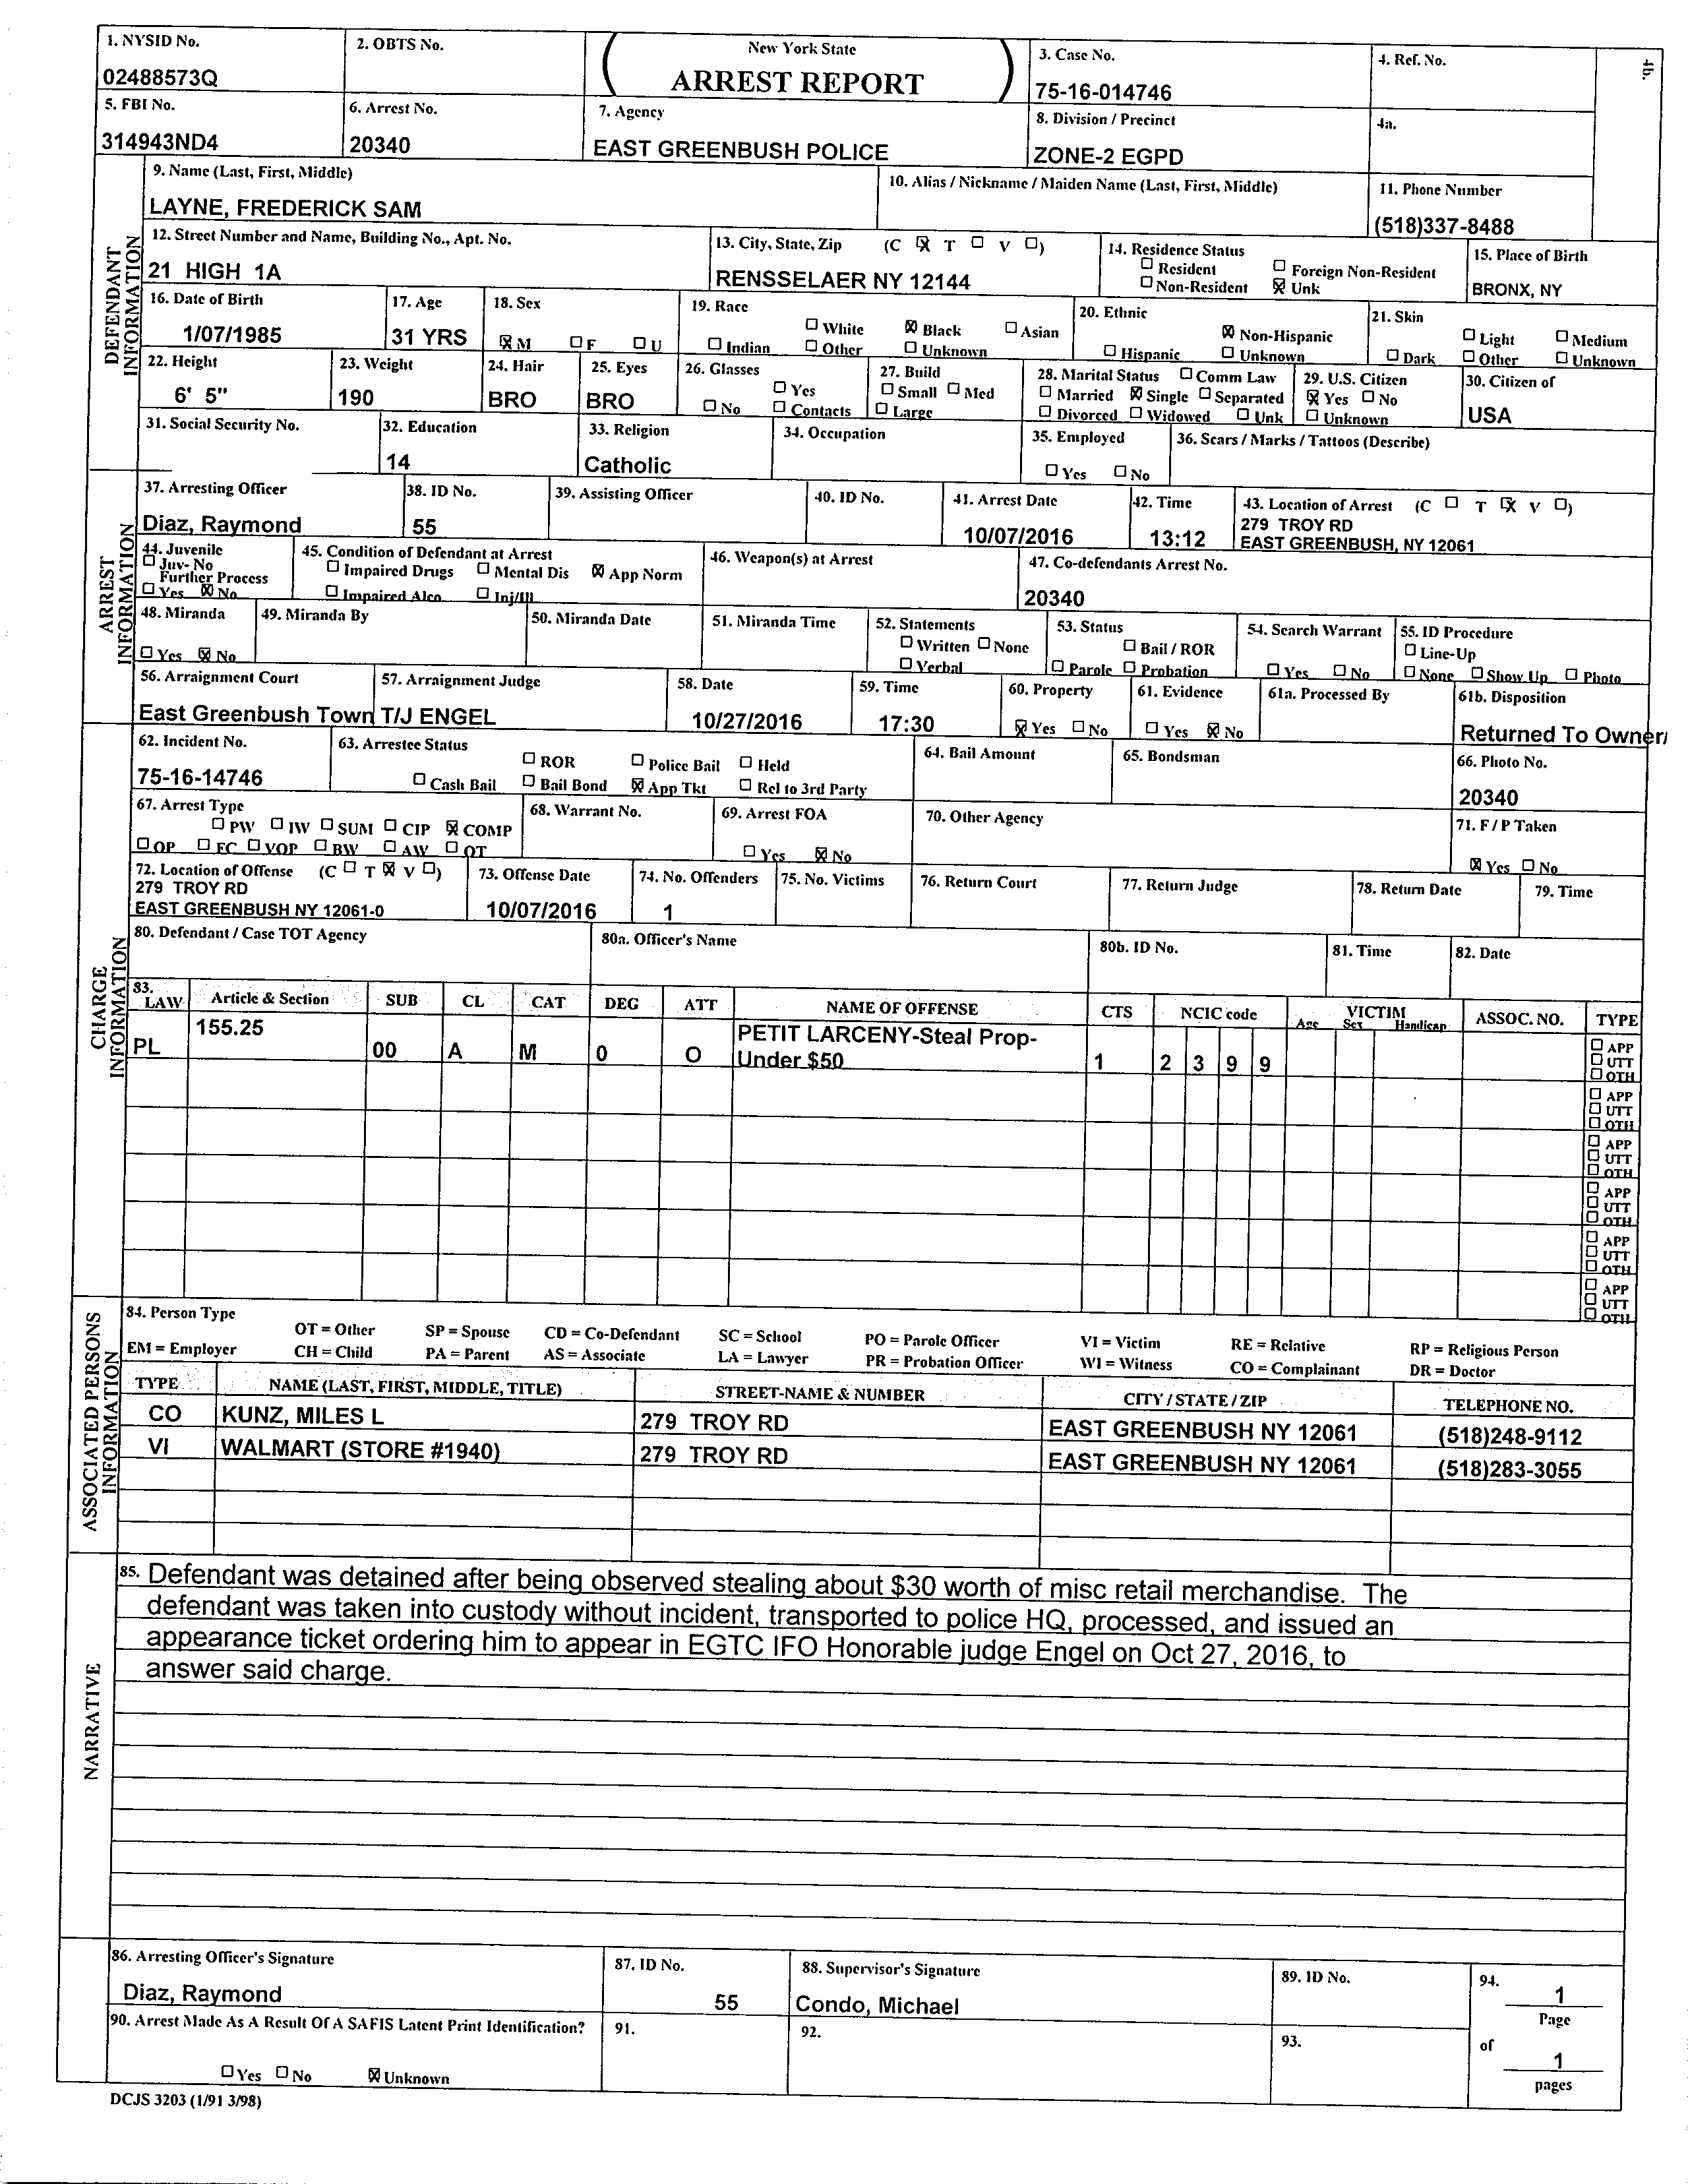 1. NYSID No.
02488573Q
2. OBTS No.
New York State
ARREST REPORT
3. Case No.
75-16-014746
4. Ref. No.
4b.
5. FBI No.
314943ND4
6. Arrest No.
20340
7. Agency
EAST GREENBUSH POLICE
8. Division / Precinct
ZONE-2 EGPD
4a.
DEFENDANT INFORMATION
9. Name (Last, First, Middle)
LAYNE, FREDERICK SAM
10. Alias / Nickname / Maiden Name (Last, First, Middle)
11. Phone Number
(518)337-8488
12. Street Number and Name, Building No., Apt. No.
21 HIGH 1A
13. City, State, Zip (C ☒ T ☐ V ☐)
RENSSELAER NY 12144
14. Residence Status
☐ Resident ☐ Foreign Non-Resident
☐ Non-Resident ☒ Unk
15. Place of Birth
BRONX, NY
16. Date of Birth
1/07/1985
17. Age
31 YRS
18. Sex
☒ M ☐ F ☐ U
19. Race
☐ White ☒ Black ☐ Asian
☐ Indian ☐ Other ☐ Unknown
20. Ethnic
☒ Non-Hispanic
☐ Hispanic ☐ Unknown
21. Skin
☐ Light ☐ Medium
☐ Dark ☐ Other ☐ Unknown
22. Height
6' 5"
23. Weight
190
24. Hair
BRO
25. Eyes
BRO
26. Glasses
☐ Yes
☐ No ☐ Contacts
27. Build
☐ Small ☐ Med
☐ Large
28. Marital Status ☐ Comm Law
☐ Married ☒ Single ☐ Separated
☐ Divorced ☐ Widowed ☐ Unk
29. U.S. Citizen
☒ Yes ☐ No
☐ Unknown
30. Citizen of
USA
31. Social Security No.
32. Education
14
33. Religion
Catholic
34. Occupation
35. Employed
☐ Yes ☐ No
36. Scars / Marks / Tattoos (Describe)
ARREST INFORMATION
37. Arresting Officer
Diaz, Raymond
38. ID No.
55
39. Assisting Officer
40. ID No.
41. Arrest Date
10/07/2016
42. Time
13:12
43. Location of Arrest (C ☐ T ☒ V ☐)
279 TROY RD
EAST GREENBUSH, NY 12061
44. Juvenile
☐ Juv- No
Further Process
☐ Yes ☒ No
45. Condition of Defendant at Arrest
☐ Impaired Drugs ☐ Mental Dis ☒ App Norm
☐ Impaired Alco ☐ Inj/Ill
46. Weapon(s) at Arrest
47. Co-defendants Arrest No.
20340
48. Miranda
☐ Yes ☒ No
49. Miranda By
50. Miranda Date
51. Miranda Time
52. Statements
☐ Written ☐ None
☐ Verbal
53. Status
☐ Bail / ROR
☐ Parole ☐ Probation
54. Search Warrant
☐ Yes ☐ No
55. ID Procedure
☐ Line-Up
☐ None ☐ Show Up ☐ Photo
56. Arraignment Court
East Greenbush Town
57. Arraignment Judge
T/J ENGEL
58. Date
10/27/2016
59. Time
17:30
60. Property
☒ Yes ☐ No
61. Evidence
☐ Yes ☒ No
61a. Processed By
61b. Disposition
Returned To Owner/
CHARGE INFORMATION
62. Incident No.
75-16-14746
63. Arrestee Status
☐ ROR ☐ Police Bail ☐ Held
☐ Cash Bail ☐ Bail Bond ☒ App Tkt ☐ Rel to 3rd Party
64. Bail Amount
65. Bondsman
66. Photo No.
20340
67. Arrest Type
☐ PW ☐ IW ☐ SUM ☐ CIP ☒ COMP
☐ OP ☐ FC ☐ VOP ☐ BW ☐ AW ☐ OT
68. Warrant No.
69. Arrest FOA
☐ Yes ☒ No
70. Other Agency
71. F / P Taken
☒ Yes ☐ No
72. Location of Offense (C ☐ T ☒ V ☐)
279 TROY RD
EAST GREENBUSH NY 12061-0
73. Offense Date
10/07/2016
74. No. Offenders
1
75. No. Victims
76. Return Court
77. Return Judge
78. Return Date
79. Time
80. Defendant / Case TOT Agency
80a. Officer's Name
80b. ID No.
81. Time
82. Date
83.
LAW Article & Section SUB CL CAT DEG ATT NAME OF OFFENSE CTS NCIC code VICTIM Age Sex Handicap ASSOC. NO. TYPE
PL 155.25 00 A M 0 O PETIT LARCENY-Steal Prop-
Under $50 1 2 3 9 9
☐ APP
☐ UTT
☐ OTH
☐ APP
☐ UTT
☐ OTH
☐ APP
☐ UTT
☐ OTH
☐ APP
☐ UTT
☐ OTH
☐ APP
☐ UTT
☐ OTH
☐ APP
☐ UTT
☐ OTH
ASSOCIATED PERSONS INFORMATION
84. Person Type
OT = Other SP = Spouse CD = Co-Defendant SC = School PO = Parole Officer VI = Victim RE = Relative RP = Religious Person
EM = Employer CH = Child PA = Parent AS = Associate LA = Lawyer PR = Probation Officer WI = Witness CO = Complainant DR = Doctor
TYPE NAME (LAST, FIRST, MIDDLE, TITLE) STREET-NAME & NUMBER CITY / STATE / ZIP TELEPHONE NO.
CO KUNZ, MILES L 279 TROY RD EAST GREENBUSH NY 12061 (518)248-9112
VI WALMART (STORE #1940) 279 TROY RD EAST GREENBUSH NY 12061 (518)283-3055
NARRATIVE
85. Defendant was detained after being observed stealing about $30 worth of misc retail merchandise. The
defendant was taken into custody without incident, transported to police HQ, processed, and issued an
appearance ticket ordering him to appear in EGTC IFO Honorable judge Engel on Oct 27, 2016, to
answer said charge.
86. Arresting Officer's Signature
Diaz, Raymond
87. ID No.
55
88. Supervisor's Signature
Condo, Michael
89. ID No.
94.
1
Page
of
1
pages
90. Arrest Made As A Result Of A SAFIS Latent Print Identification?
☐ Yes ☐ No ☒ Unknown
91.
92.
93.
DCJS 3203 (1/91 3/98)